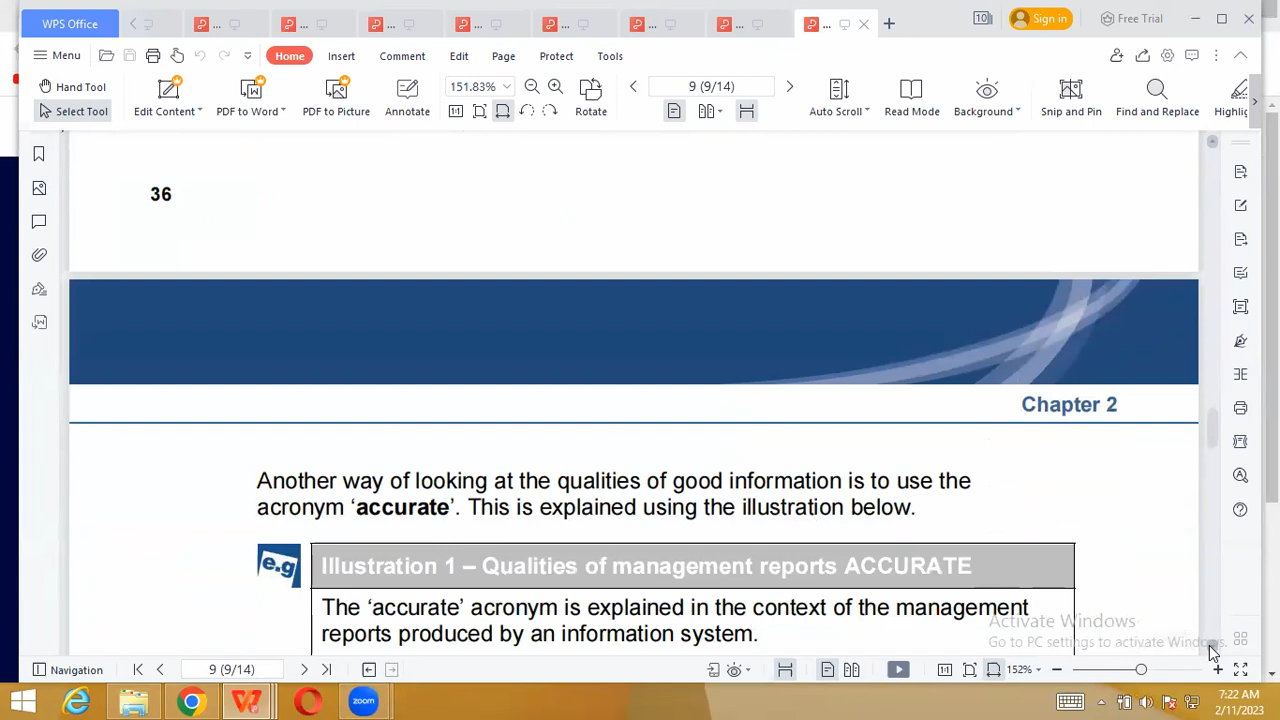 WPS Office
...
...
...
...
...
...
...
...
Sign in
Free Trial
Menu
Home
Insert
Comment
Edit
Page
Protect
Tools
Hand Tool
Select Tool
Edit Content
PDF to Word
PDF to Picture
Annotate
151.83%
Rotate
9 (9/14)
Auto Scroll
Read Mode
Background
Snip and Pin
Find and Replace
Highlig
36
Chapter 2
Another way of looking at the qualities of good information is to use the
acronym ‘accurate’. This is explained using the illustration below.
e.g
Illustration 1 – Qualities of management reports ACCURATE
The ‘accurate’ acronym is explained in the context of the management
reports produced by an information system.
Activate Windows
Go to PC settings to activate Windows.
Navigation
9 (9/14)
152%
zoom
7:22 AM
2/11/2023